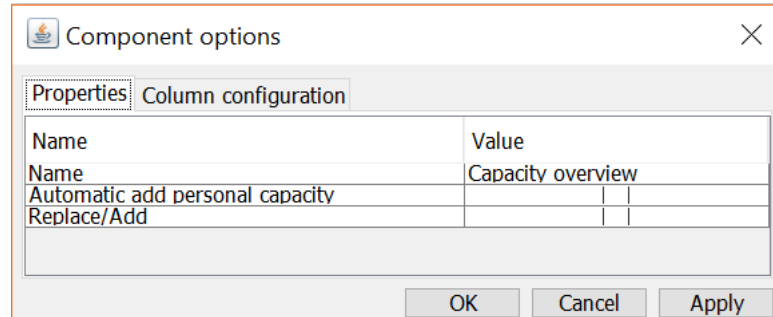 Component options
Properties Column configuration
Name Value
Name Capacity overview
Automatic add personal capacity
Replace/Add
OK Cancel Apply